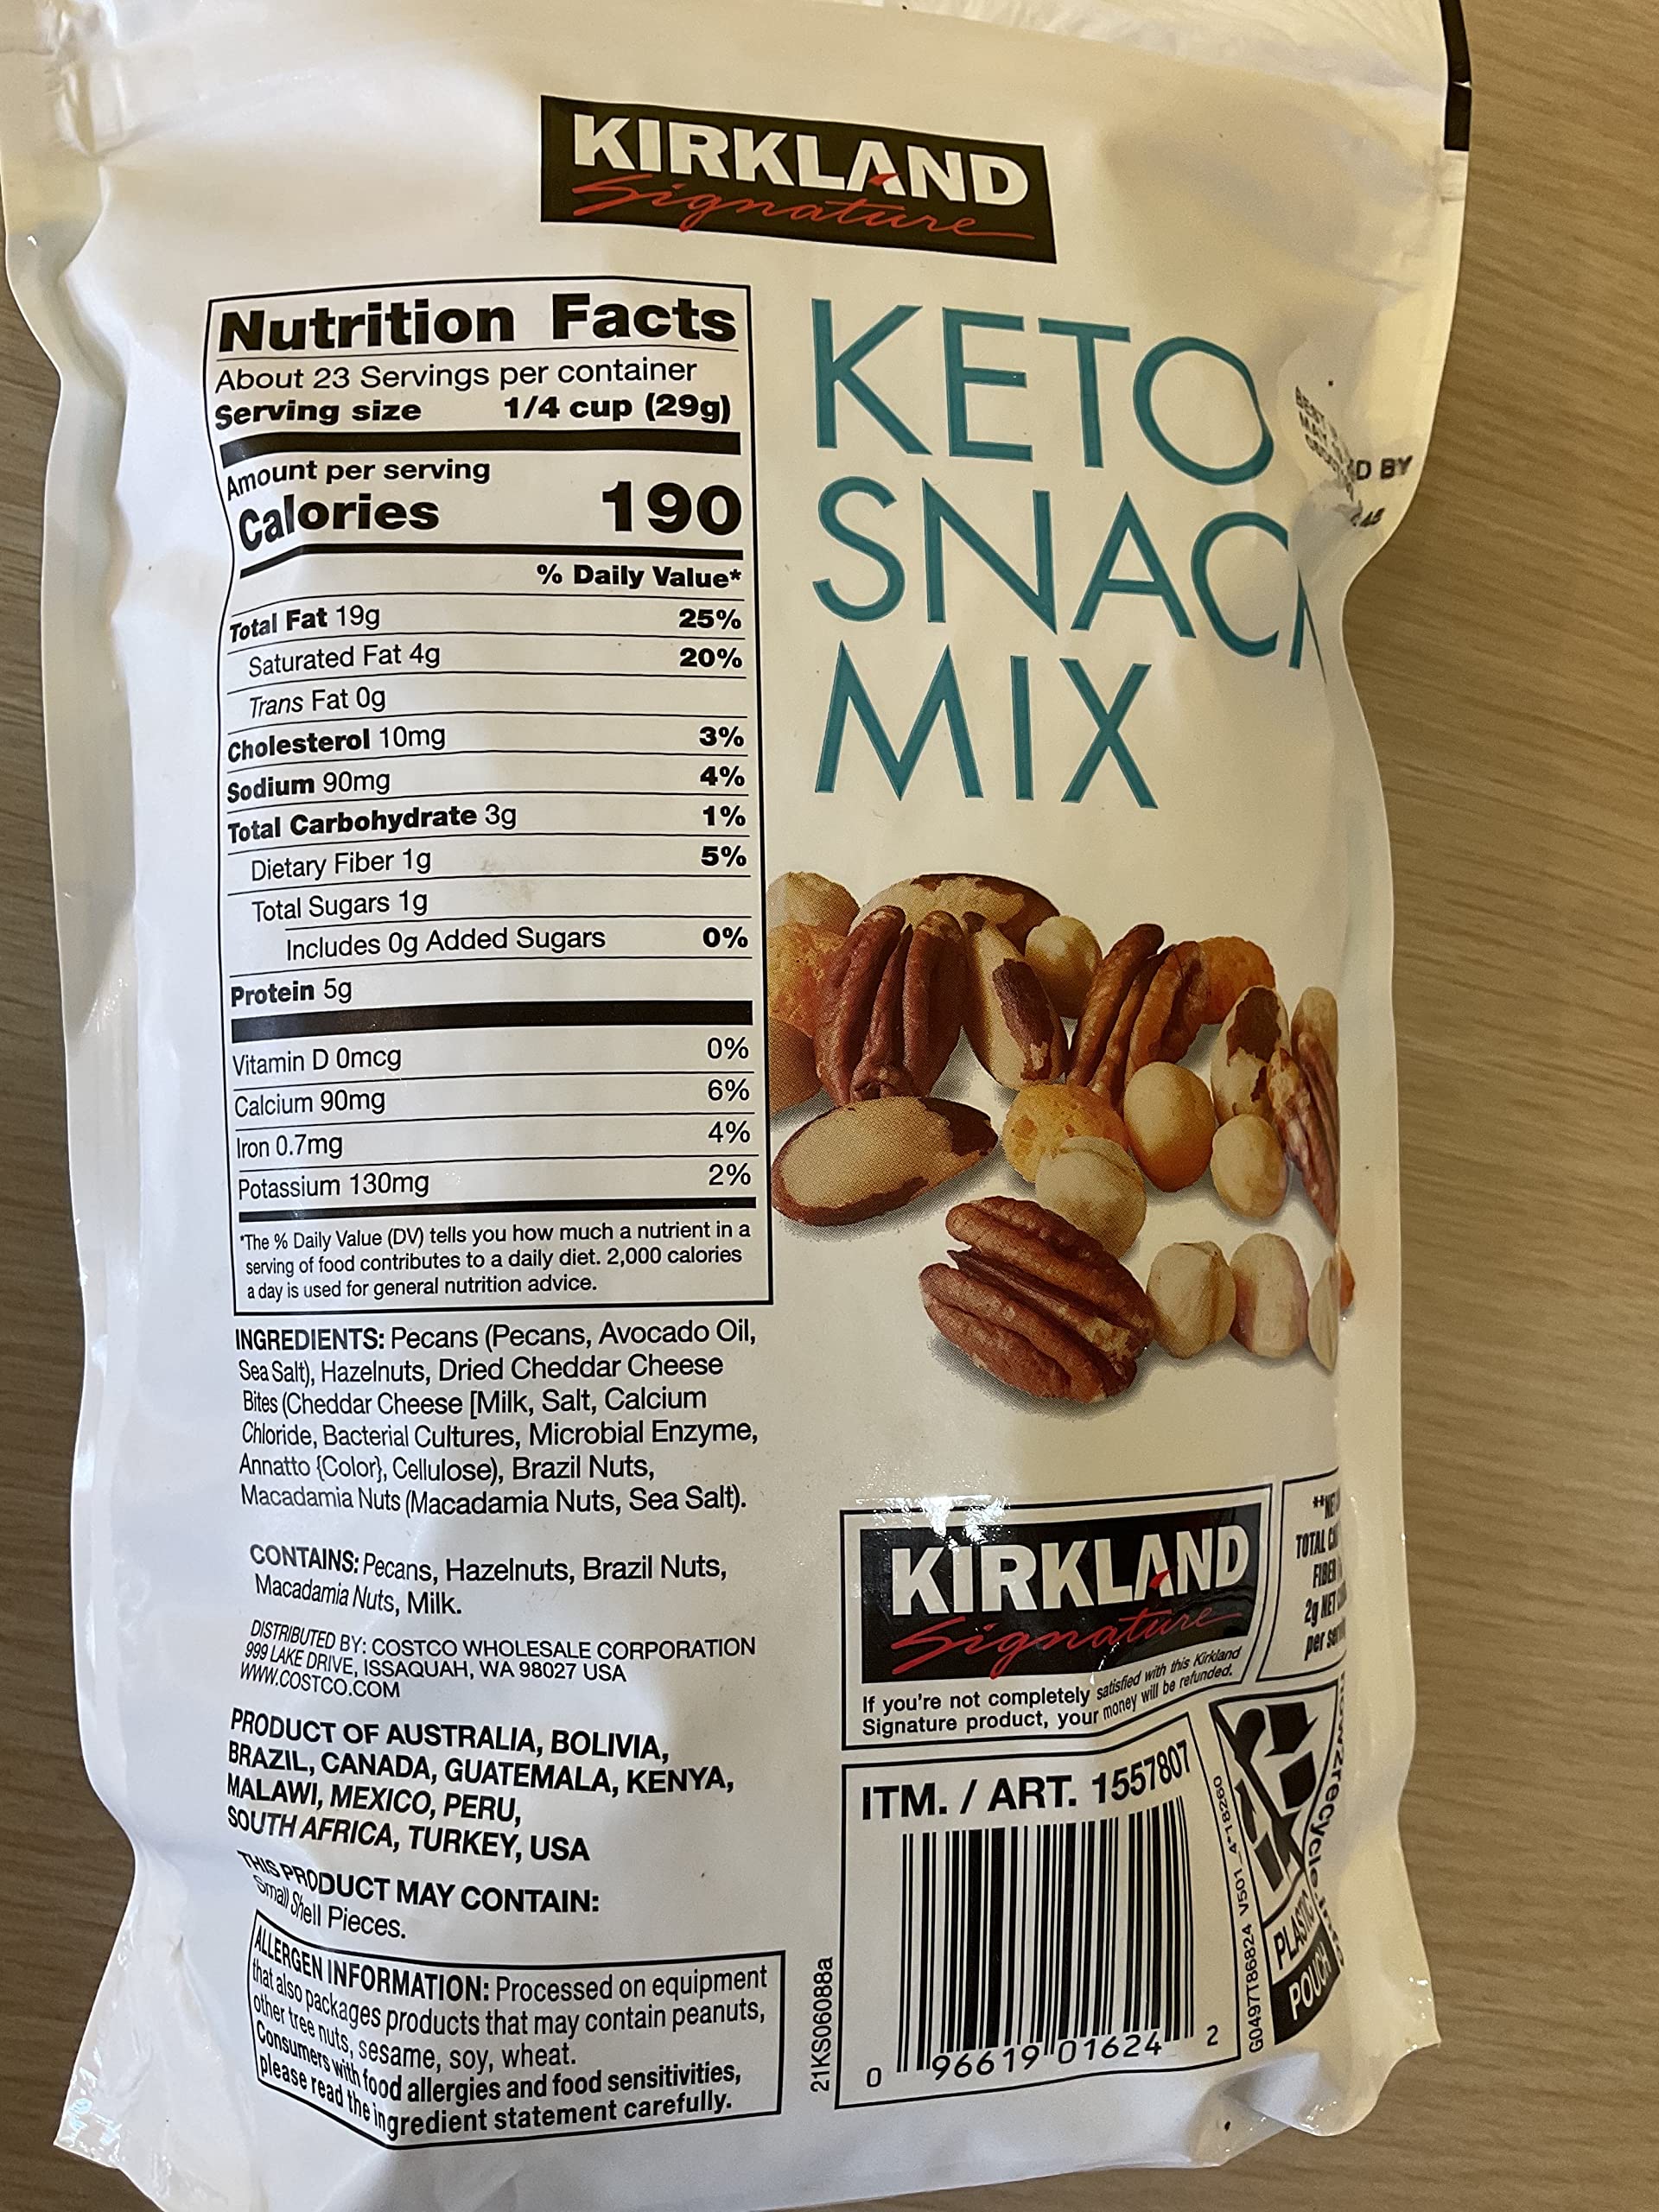 KIRKLAND
Signature
Nutrition Facts
About 23 Servings per container
Serving size 1/4 cup (29g)
Amount per serving
Calories 190
% Daily Value*
Total Fat 19g 25%
Saturated Fat 4g 20%
Trans Fat 0g
Cholesterol 10mg 3%
Sodium 90mg 4%
Total Carbohydrate 3g 1%
Dietary Fiber 1g 5%
Total Sugars 1g
Includes 0g Added Sugars 0%
Protein 5g
Vitamin D 0mcg 0%
Calcium 90mg 6%
Iron 0.7mg 4%
Potassium 130mg 2%
*The % Daily Value (DV) tells you how much a nutrient in a
serving of food contributes to a daily diet. 2,000 calories
a day is used for general nutrition advice.
INGREDIENTS: Pecans (Pecans, Avocado Oil,
Sea Salt), Hazelnuts, Dried Cheddar Cheese
Bites (Cheddar Cheese [Milk, Salt, Calcium
Chloride, Bacterial Cultures, Microbial Enzyme,
Annatto {Color}, Cellulose), Brazil Nuts,
Macadamia Nuts (Macadamia Nuts, Sea Salt).
CONTAINS: Pecans, Hazelnuts, Brazil Nuts,
Macadamia Nuts, Milk.
DISTRIBUTED BY: COSTCO WHOLESALE CORPORATION
999 LAKE DRIVE, ISSAQUAH, WA 98027 USA
WWW.COSTCO.COM
PRODUCT OF AUSTRALIA, BOLIVIA,
BRAZIL, CANADA, GUATEMALA, KENYA,
MALAWI, MEXICO, PERU,
SOUTH AFRICA, TURKEY, USA
THIS PRODUCT MAY CONTAIN:
Small Shell Pieces.
ALLERGEN INFORMATION: Processed on equipment
that also packages products that may contain peanuts,
other tree nuts, sesame, soy, wheat.
Consumers with food allergies and food sensitivities,
please read the ingredient statement carefully.
KETO
SNACK
MIX
BEST
BY
KIRKLAND
Signature
If you're not completely satisfied with this Kirkland
Signature product, your money will be refunded.
TOTAL
FIBER
2g NET
per
ITM. / ART. 1557807
0 96619 01624 2
21KS06088a
G0497T86824 V501 4-18260
PLASTIC
POUCH